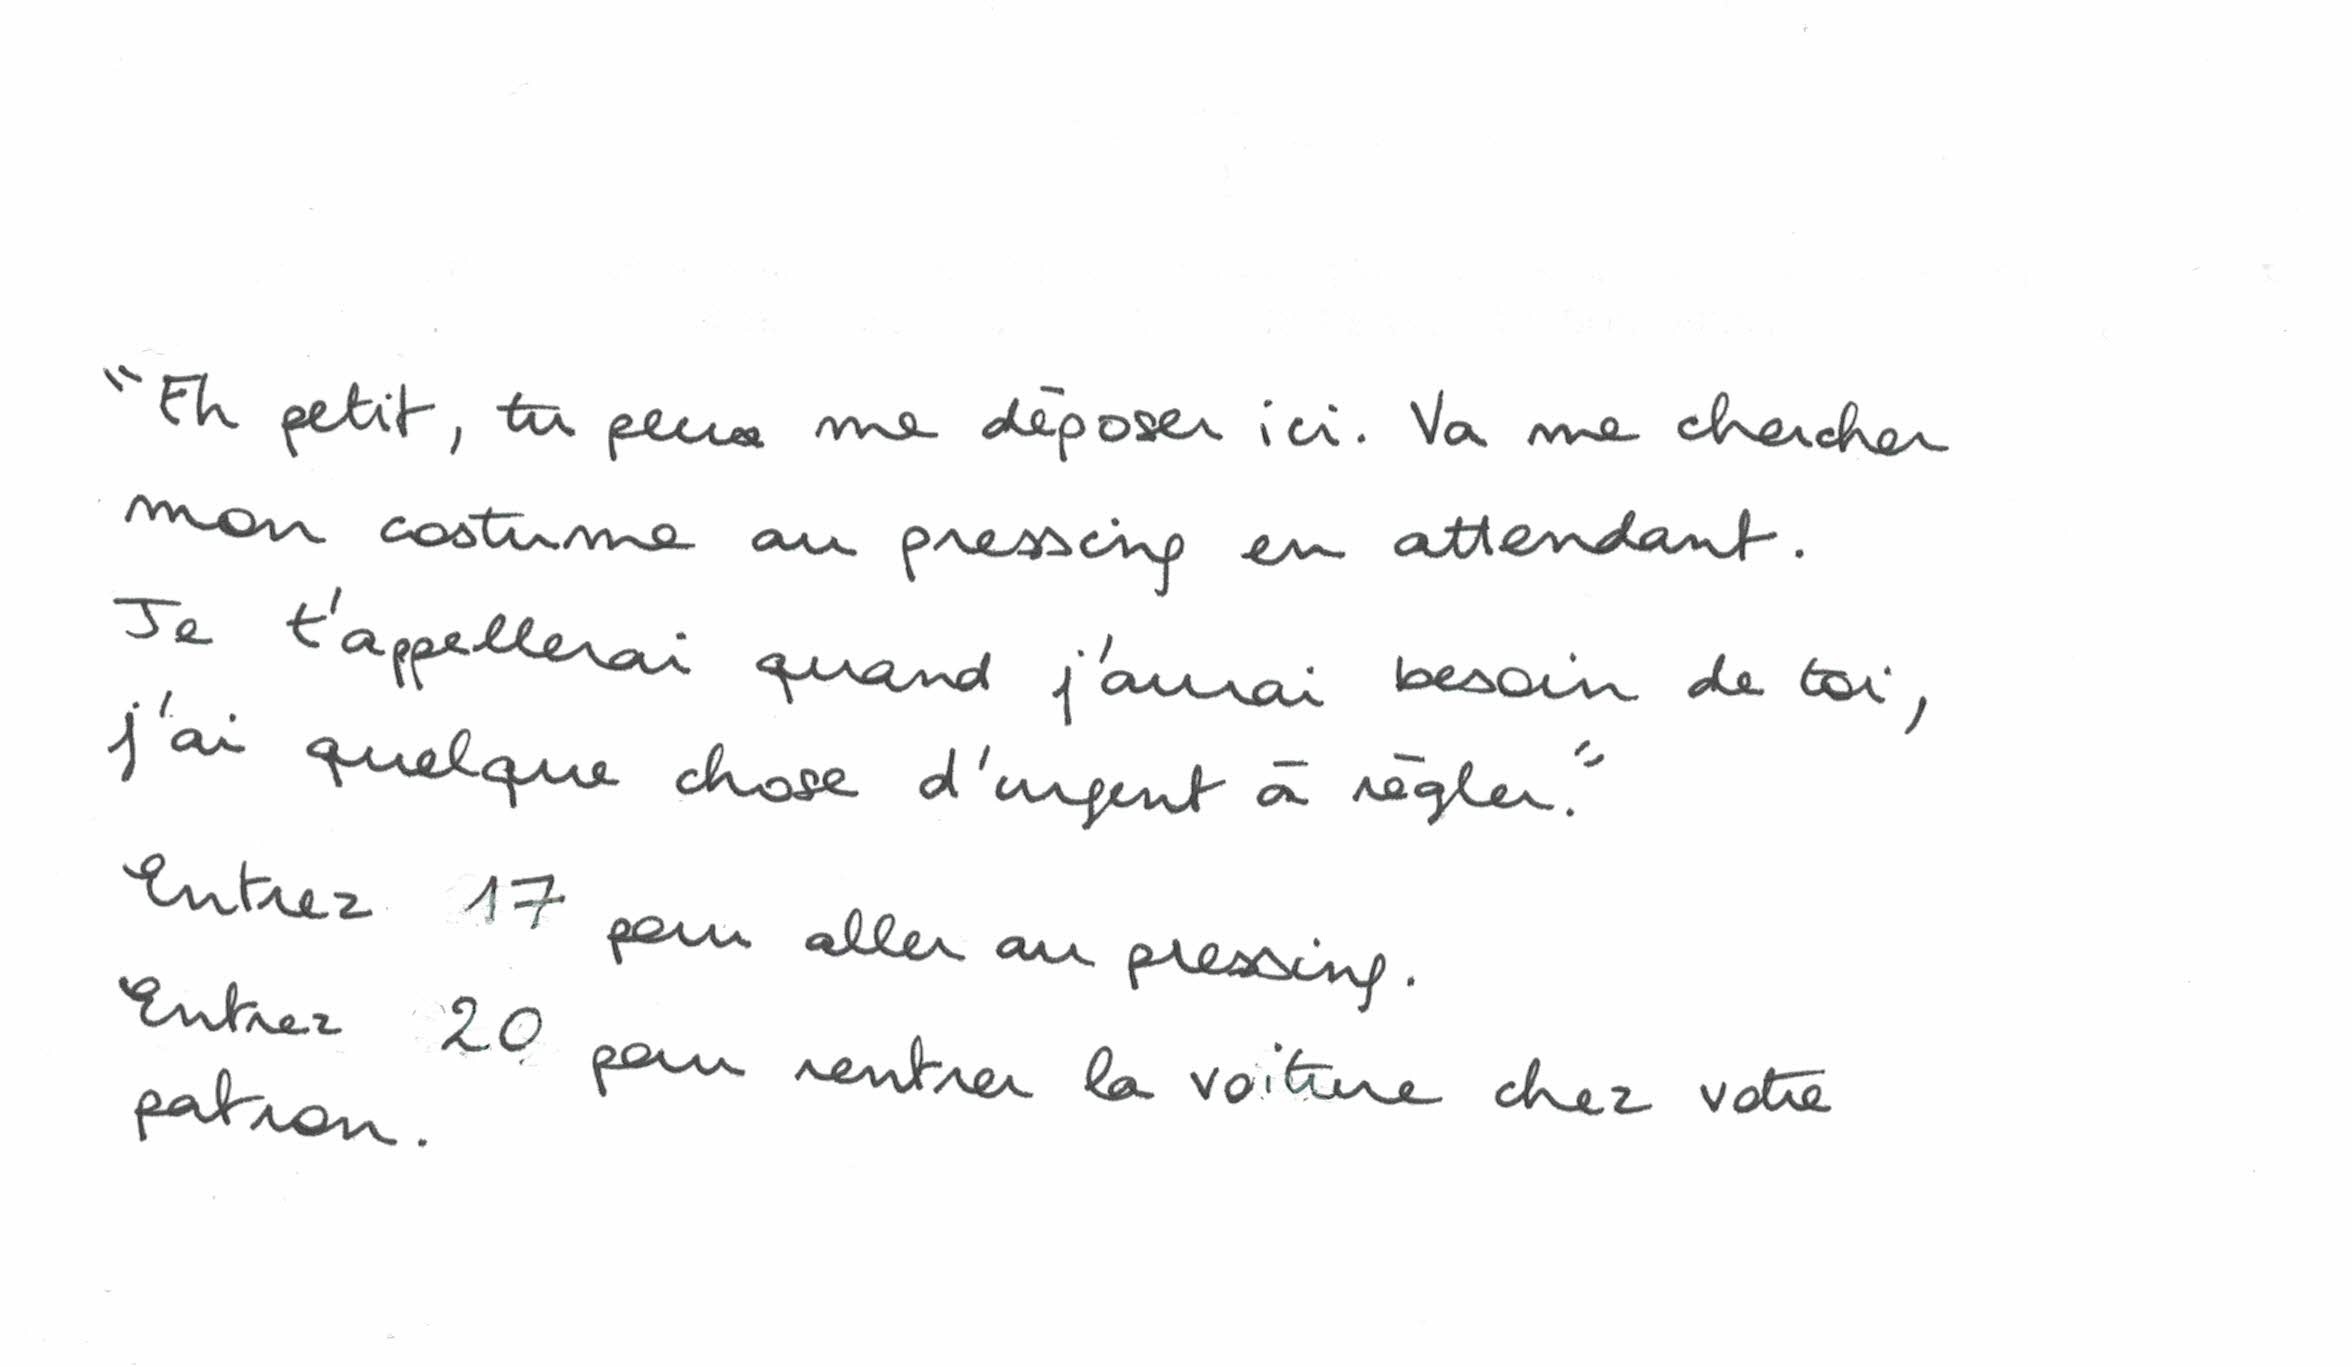 "Eh petit, tu peux me déposer ici. Va me chercher
mon costume au pressing en attendant.
Je t'appellerai quand j'aurai besoin de toi,
j'ai quelque chose d'urgent à règler."
Entrez 17 pour aller au pressing.
Entrez 20 pour rentrer la voiture chez votre
patron.